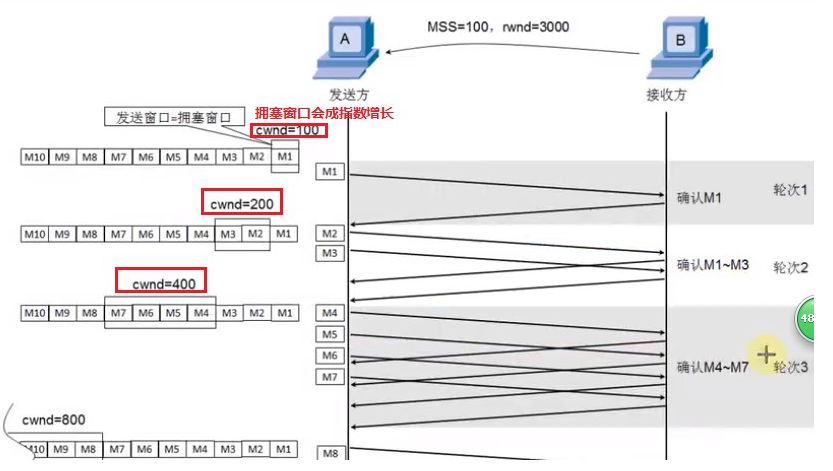 MSS=100，rwnd=3000
A
B
发送方
接收方
拥塞窗口会成指数增长
发送窗口=拥塞窗口
cwnd=100
M10 M9 M8 M7 M6 M5 M4 M3 M2 M1
M1
确认M1
轮次1
cwnd=200
M10 M9 M8 M7 M6 M5 M4 M3 M2 M1
M2
M3
确认M1~M3
轮次2
cwnd=400
M10 M9 M8 M7 M6 M5 M4 M3 M2 M1
M4
M5
M6
M7
确认M4~M7
轮次3
48
cwnd=800
M10 M9 M8 M7 M6 M5 M4 M3 M2 M1
M8